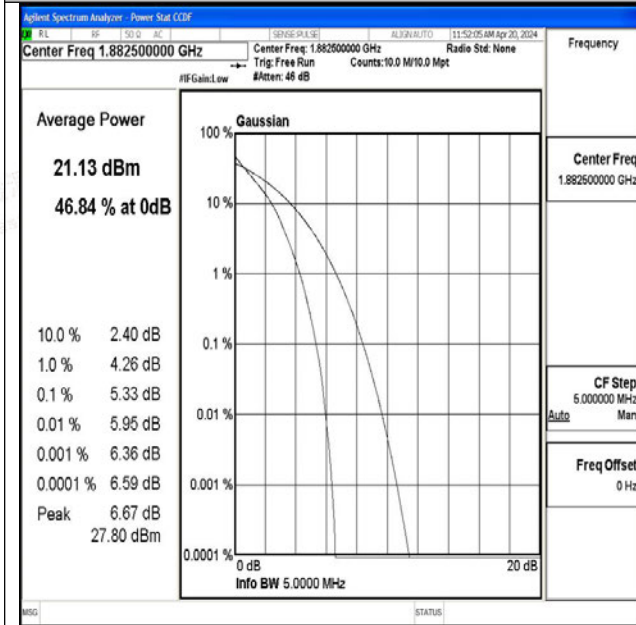 Agilent Spectrum Analyzer - Power Stat CCDF
RL RF 50 Ω AC SENSE:PULSE ALIGNAUTO 11:52:05 AM Apr 20, 2024
Center Freq 1.882500000 GHz
Center Freq: 1.882500000 GHz Radio Std: None
Trig: Free Run Counts:10.0 M/10.0 Mpt
#IFGain:Low #Atten: 46 dB
Frequency
Average Power
21.13 dBm
46.84 % at 0dB
10.0 % 2.40 dB
1.0 % 4.26 dB
0.1 % 5.33 dB
0.01 % 5.95 dB
0.001 % 6.36 dB
0.0001 % 6.59 dB
Peak 6.67 dB
27.80 dBm
Gaussian
100 %
10 %
1 %
0.1 %
0.01 %
0.001 %
0.0001 %
0 dB 20 dB
Info BW 5.0000 MHz
Center Freq
1.882500000 GHz
CF Step
5.000000 MHz
Auto Man
Freq Offset
0 Hz
MSG STATUS